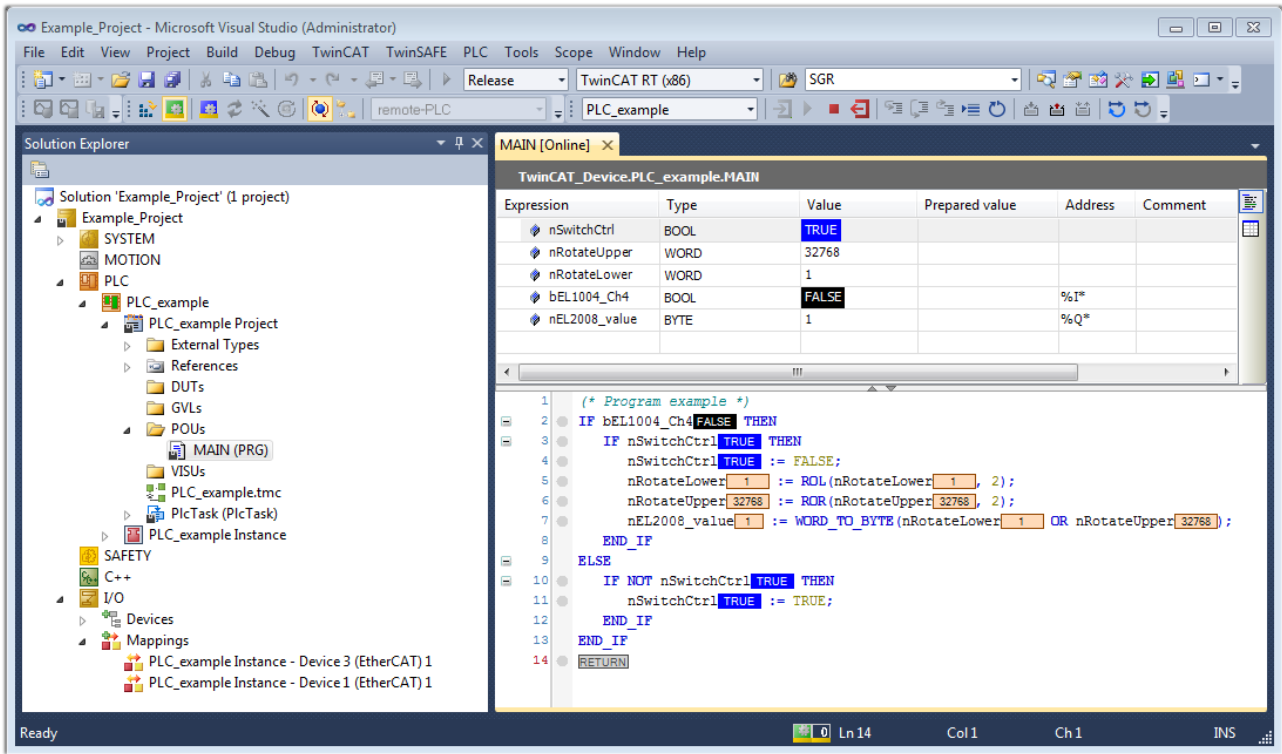 Example_Project - Microsoft Visual Studio (Administrator)
File Edit View Project Build Debug TwinCAT TwinSAFE PLC Tools Scope Window Help
Release TwinCAT RT (x86) SGR
remote-PLC PLC_example
Solution Explorer
Solution 'Example_Project' (1 project)
Example_Project
SYSTEM
MOTION
PLC
PLC_example
PLC_example Project
External Types
References
DUTs
GVLs
POUs
MAIN (PRG)
VISUs
PLC_example.tmc
PlcTask (PlcTask)
PLC_example Instance
SAFETY
C++
I/O
Devices
Mappings
PLC_example Instance - Device 3 (EtherCAT) 1
PLC_example Instance - Device 1 (EtherCAT) 1
MAIN [Online]
TwinCAT_Device.PLC_example.MAIN
Expression Type Value Prepared value Address Comment
nSwitchCtrl BOOL TRUE
nRotateUpper WORD 32768
nRotateLower WORD 1
bEL1004_Ch4 BOOL FALSE %I*
nEL2008_value BYTE 1 %Q*
1 (* Program example *)
2 IF bEL1004_Ch4 FALSE THEN
3 IF nSwitchCtrl TRUE THEN
4 nSwitchCtrl TRUE := FALSE;
5 nRotateLower 1 := ROL(nRotateLower 1 , 2);
6 nRotateUpper 32768 := ROR(nRotateUpper 32768 , 2);
7 nEL2008_value 1 := WORD_TO_BYTE(nRotateLower 1 OR nRotateUpper 32768 );
8 END_IF
9 ELSE
10 IF NOT nSwitchCtrl TRUE THEN
11 nSwitchCtrl TRUE := TRUE;
12 END_IF
13 END_IF
14 RETURN
Ready 0 Ln 14 Col 1 Ch 1 INS